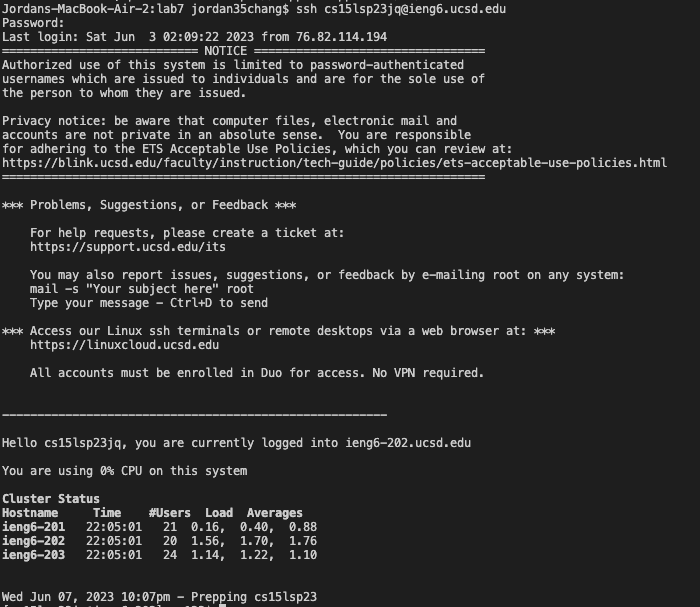 Jordans-MacBook-Air-2:lab7 jordan35chang$ ssh cs15lsp23jq@ieng6.ucsd.edu
Password:
Last login: Sat Jun  3 02:09:22 2023 from 76.82.114.194
============================ NOTICE =================================
Authorized use of this system is limited to password-authenticated
usernames which are issued to individuals and are for the sole use of
the person to whom they are issued.

Privacy notice: be aware that computer files, electronic mail and
accounts are not private in an absolute sense.  You are responsible
for adhering to the ETS Acceptable Use Policies, which you can review at:
https://blink.ucsd.edu/faculty/instruction/tech-guide/policies/ets-acceptable-use-policies.html
=====================================================================

*** Problems, Suggestions, or Feedback ***

    For help requests, please create a ticket at:
    https://support.ucsd.edu/its

    You may also report issues, suggestions, or feedback by e-mailing root on any system:
    mail -s "Your subject here" root
    Type your message - Ctrl+D to send

*** Access our Linux ssh terminals or remote desktops via a web browser at: ***
    https://linuxcloud.ucsd.edu

    All accounts must be enrolled in Duo for access. No VPN required.


-------------------------------------------------------

Hello cs15lsp23jq, you are currently logged into ieng6-202.ucsd.edu

You are using 0% CPU on this system

Cluster Status
Hostname     Time    #Users  Load  Averages
ieng6-201   22:05:01   21  0.16,  0.40,  0.88
ieng6-202   22:05:01   20  1.56,  1.70,  1.76
ieng6-203   22:05:01   24  1.14,  1.22,  1.10


Wed Jun 07, 2023 10:07pm - Prepping cs15lsp23